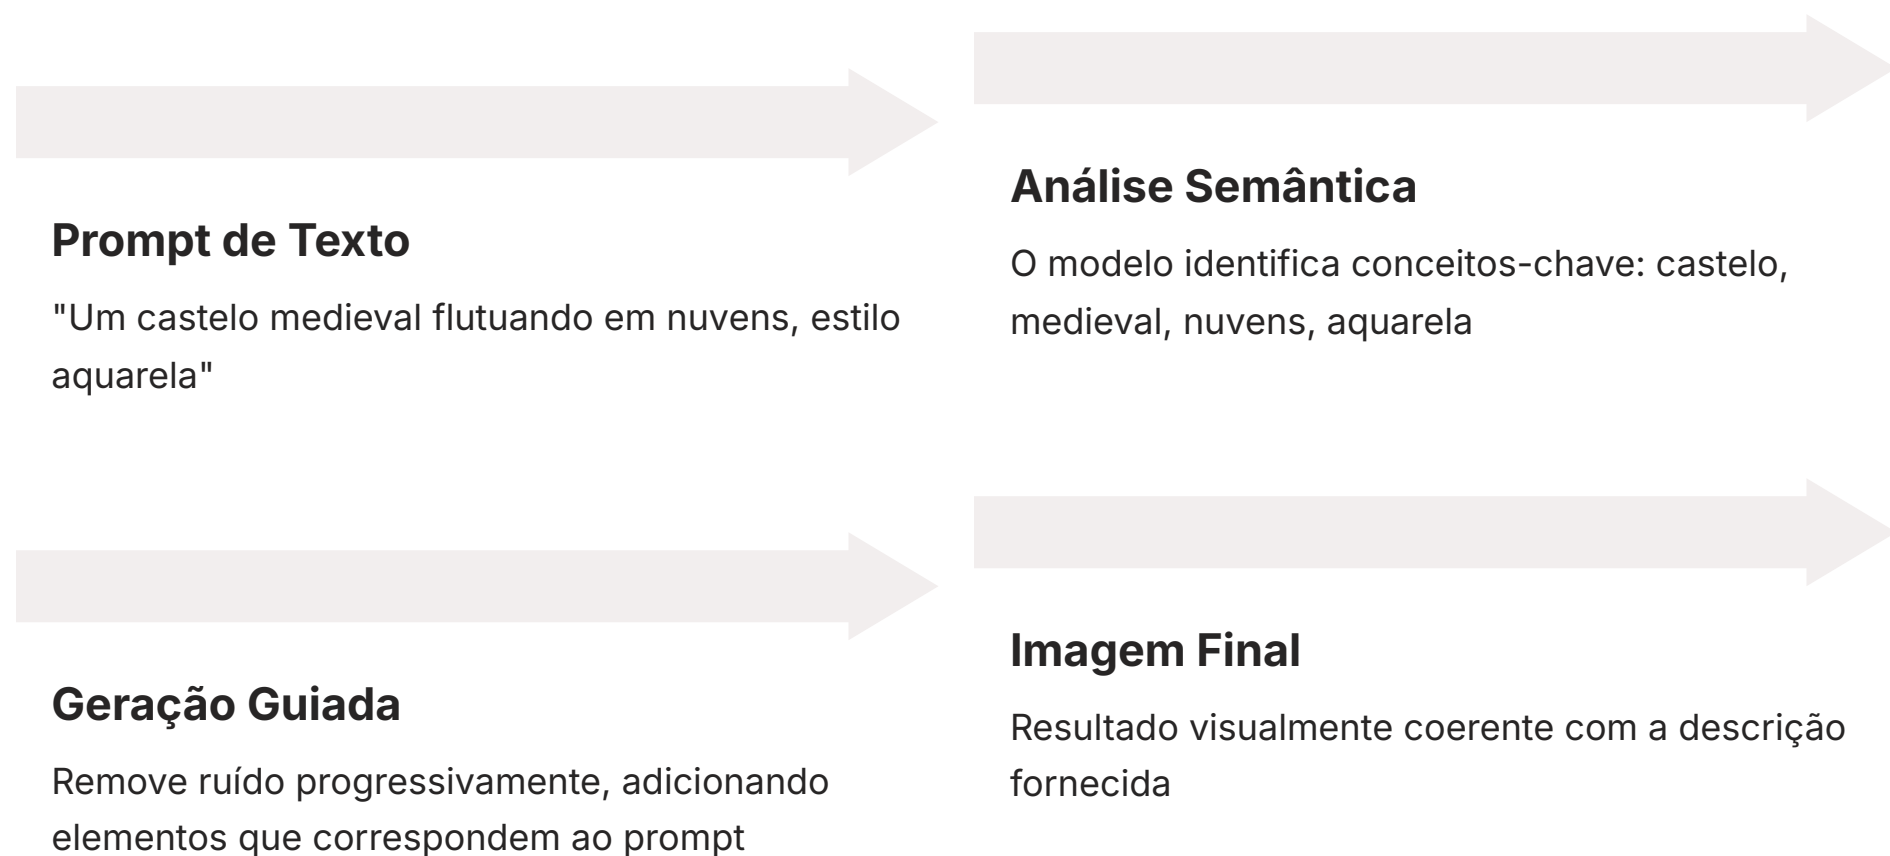 Prompt de Texto
"Um castelo medieval flutuando em nuvens, estilo
aquarela"
Análise Semântica
O modelo identifica conceitos-chave: castelo,
medieval, nuvens, aquarela
Geração Guiada
Remove ruído progressivamente, adicionando
elementos que correspondem ao prompt
Imagem Final
Resultado visualmente coerente com a descrição
fornecida